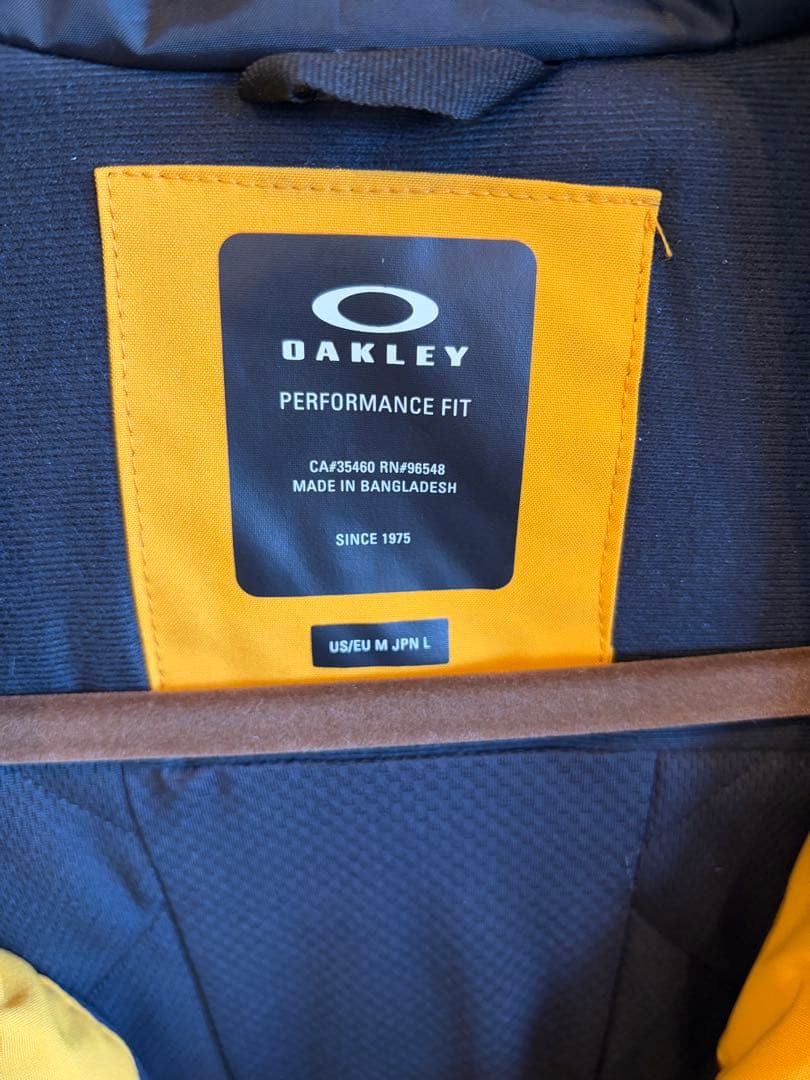 OAKLEY
PERFORMANCE FIT
CA#35460 RN#96548
MADE IN BANGLADESH
SINCE 1975
US/EU M JPN L